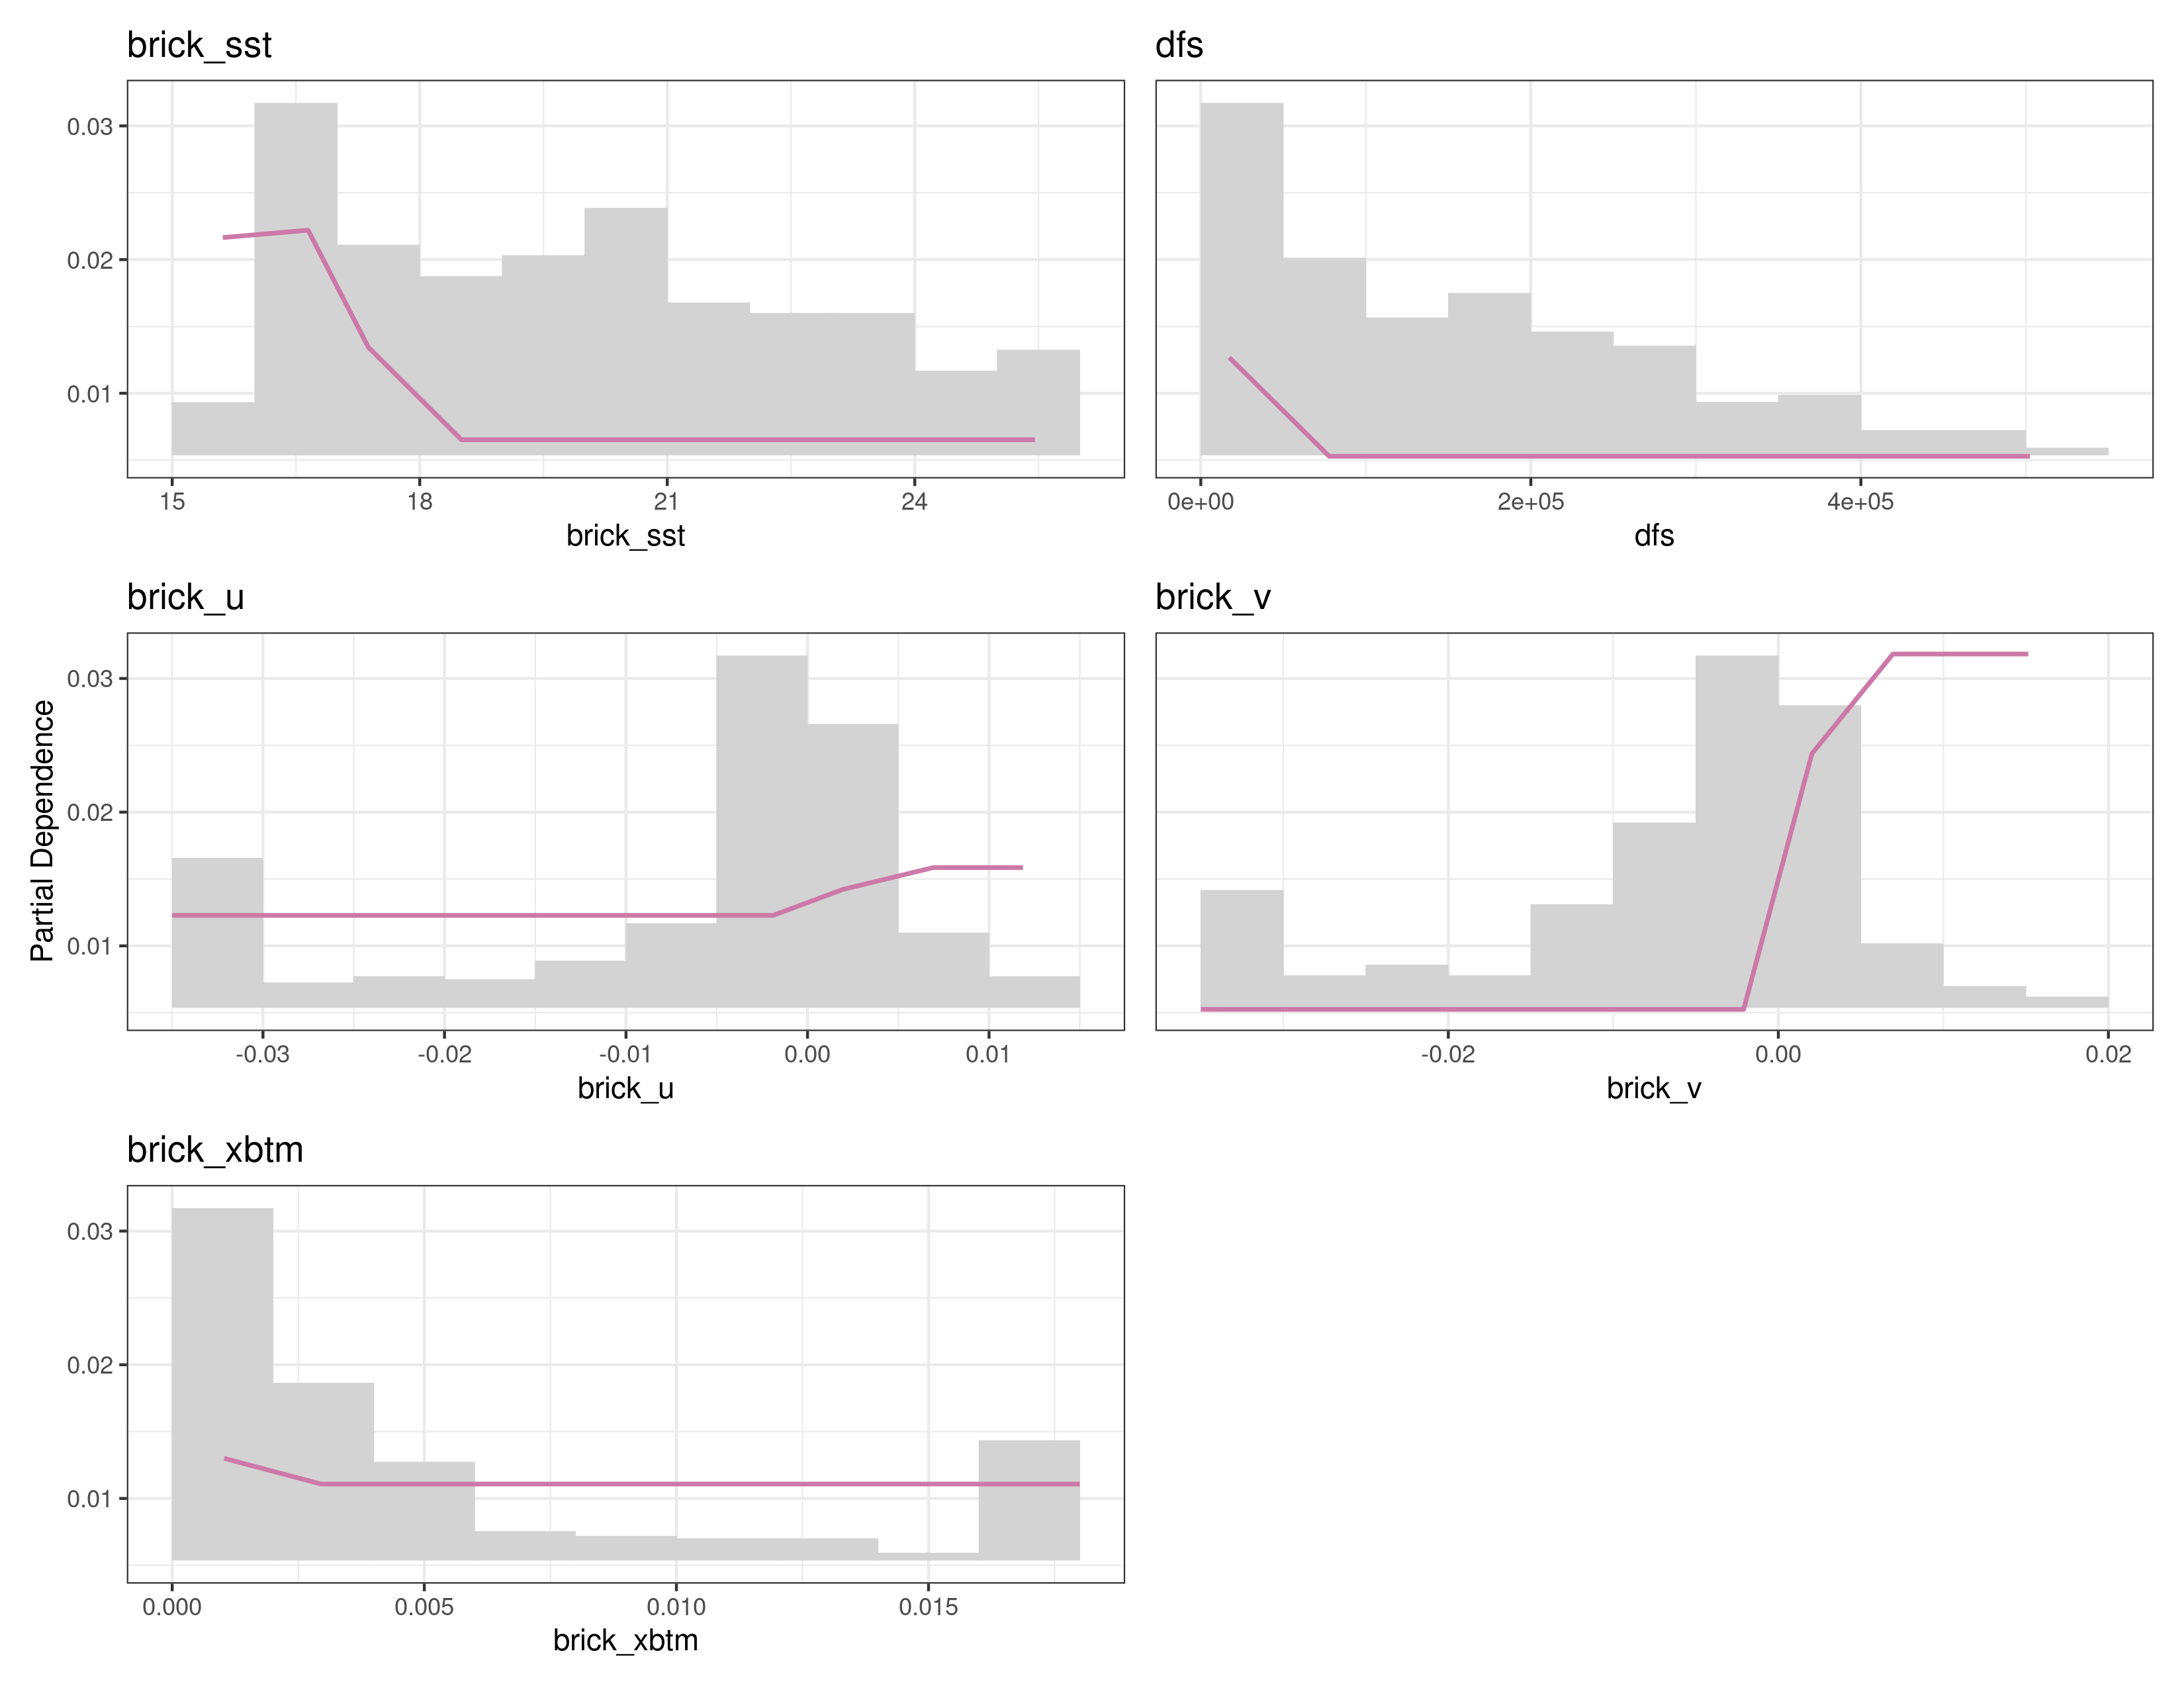 brick_sst
dfs
0.03
0.02
0.01
15 18 21 24
0e+00 2e+05 4e+05
brick_sst
dfs
brick_u
brick_v
Partial Dependence
0.03
0.02
0.01
-0.03 -0.02 -0.01 0.00 0.01
-0.02 0.00 0.02
brick_u
brick_v
brick_xbtm
0.03
0.02
0.01
0.000 0.005 0.010 0.015
brick_xbtm